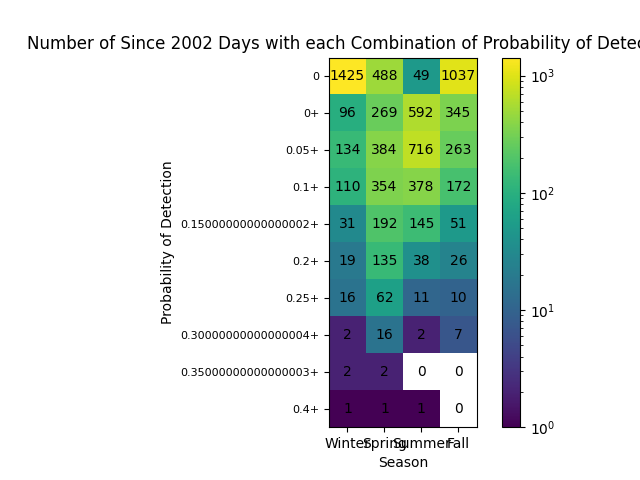 Number of Since 2002 Days with each Combination of Probability of Detec
0 1425 488 49 1037
0+ 96 269 592 345
0.05+ 134 384 716 263
0.1+ 110 354 378 172
0.15000000000000002+ 31 192 145 51
0.2+ 19 135 38 26
0.25+ 16 62 11 10
0.30000000000000004+ 2 16 2 7
0.35000000000000003+ 2 2 0 0
0.4+ 1 1 1 0
Winter Spring Summer Fall
Season
Probability of Detection
10³
10²
10¹
10⁰